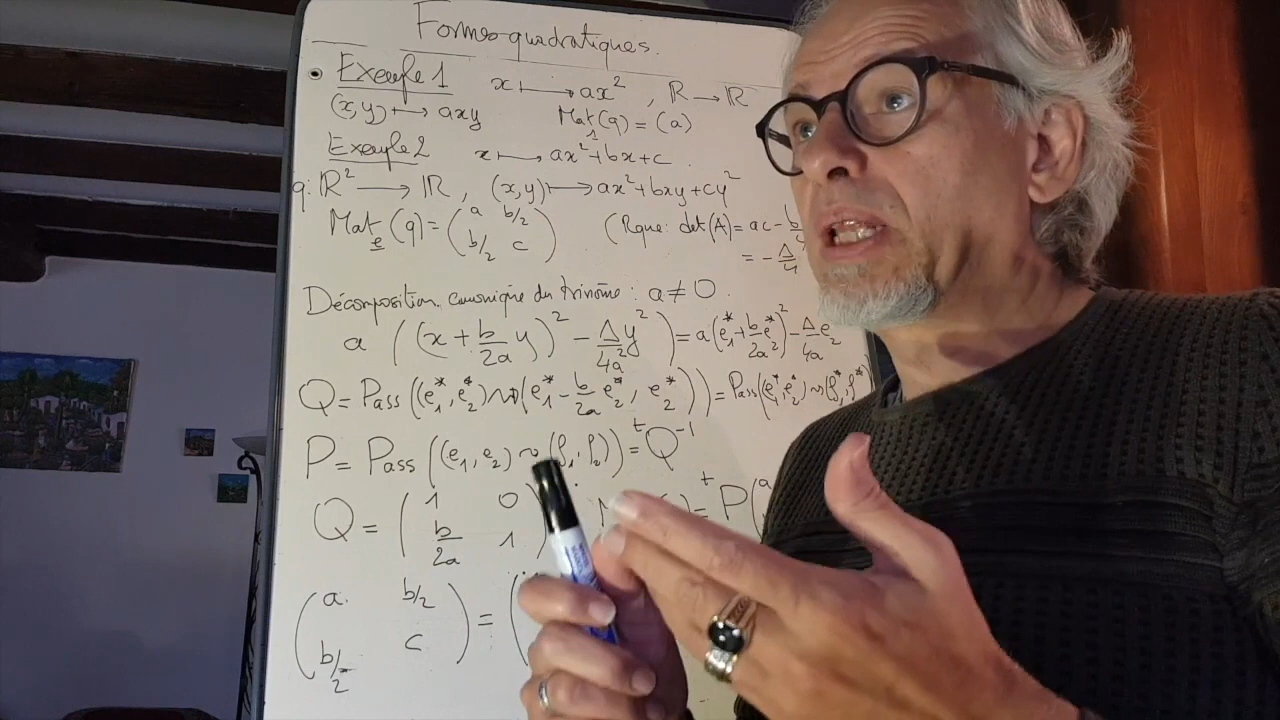 Formes quadratiques.
• Exemple 1 x ↦ ax² , ℝ → ℝ
(x,y) ↦ axy Mat₁(q) = (a)
Exemple 2 x ↦ ax²+bx+c .
q: ℝ² → ℝ , (x,y) ↦ ax²+bxy+cy²
Mat_e(q) = (a b/2 (Rque: det(A) = ac - b
b/2 c) = - Δ/4
Décomposition canonique du trinôme : a ≠ 0 .
a ((x + b/2a y)² - Δ/4a² y²) = a(e₁* + b/2a e₂*)² - Δ/4a e₂
Q = Pass((e₁*, e₂*) ⇝ (e₁* - b/2a e₂*, e₂*)) = Pass((e₁*, e₂*) ⇝ (f₁*, f*)
P = Pass((e₁, e₂) ⇝ (f₁, f₂)) = ᵗQ⁻¹
Q = (1 0 = ᵗP(a
b/2a 1)
(a. b/2
b/2 c) = (